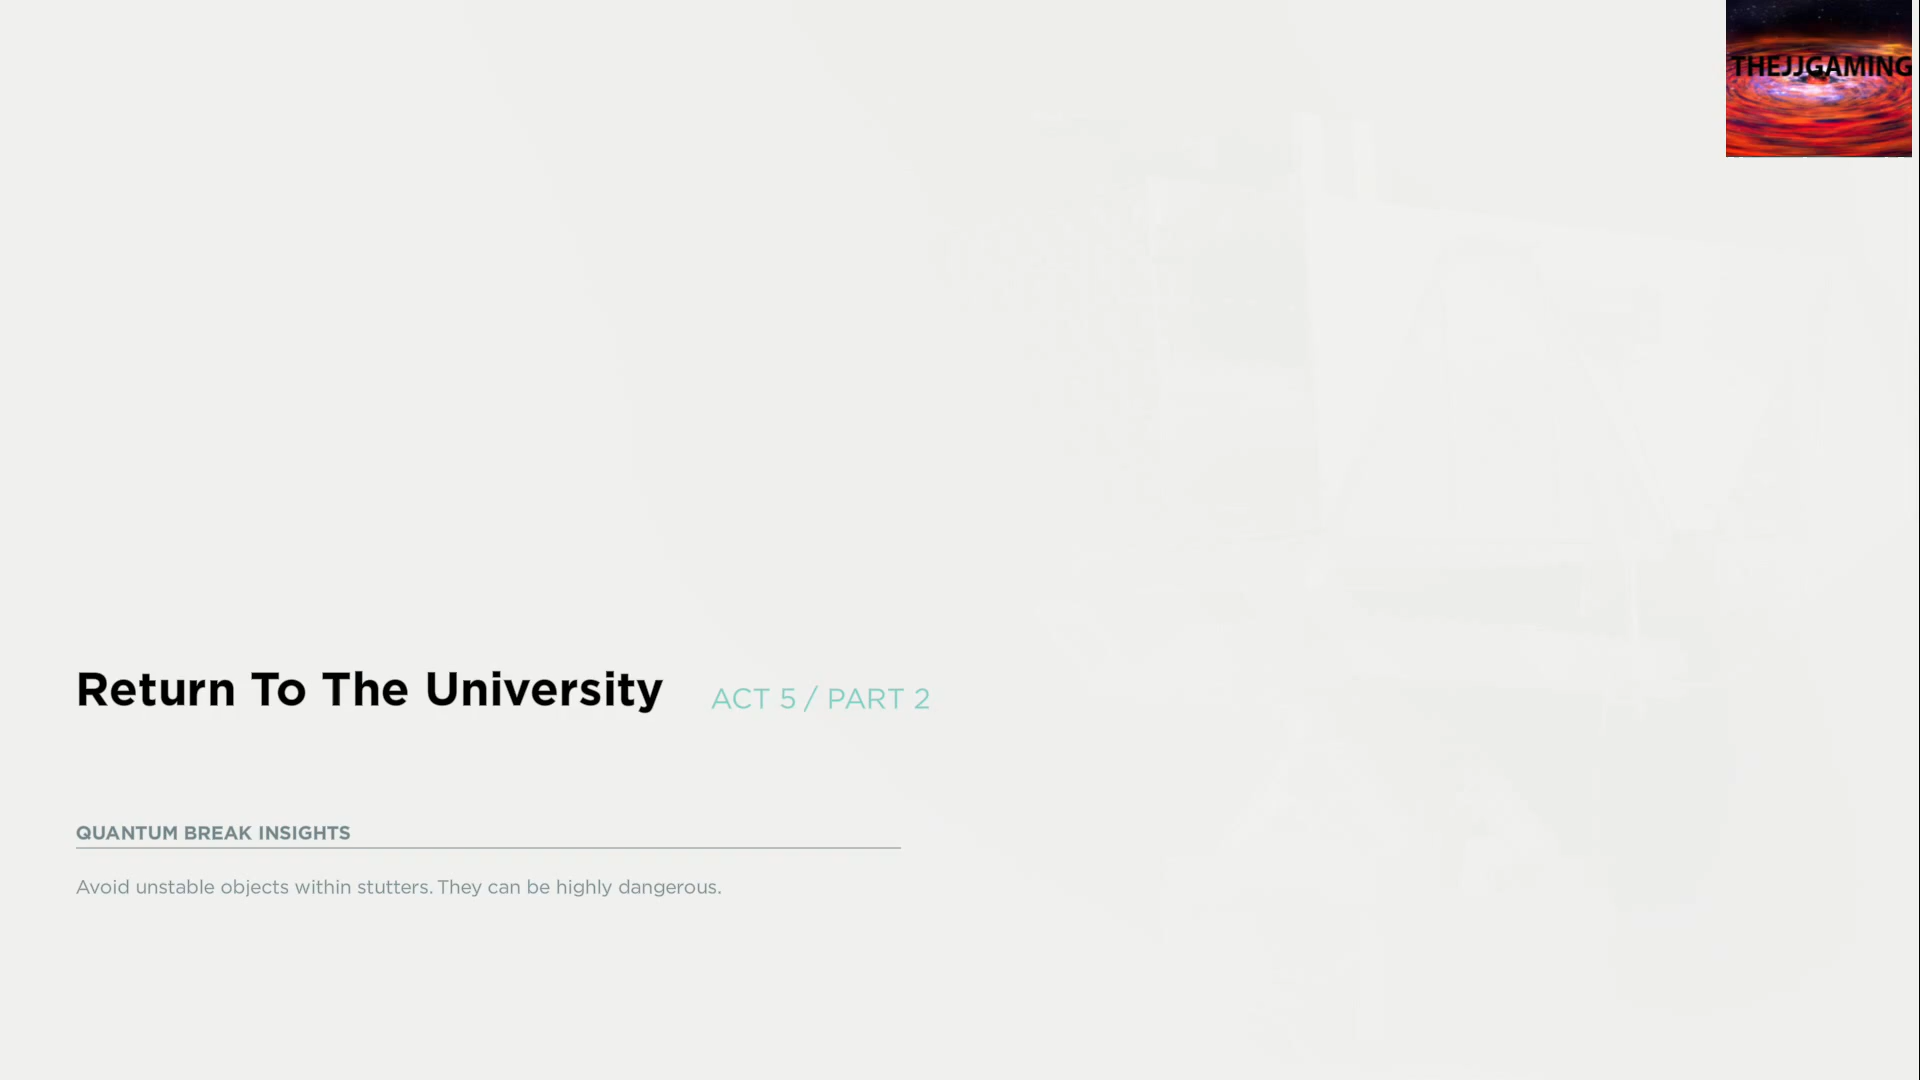 THEJJGAMING
Return To The University ACT 5 / PART 2
QUANTUM BREAK INSIGHTS
Avoid unstable objects within stutters. They can be highly dangerous.